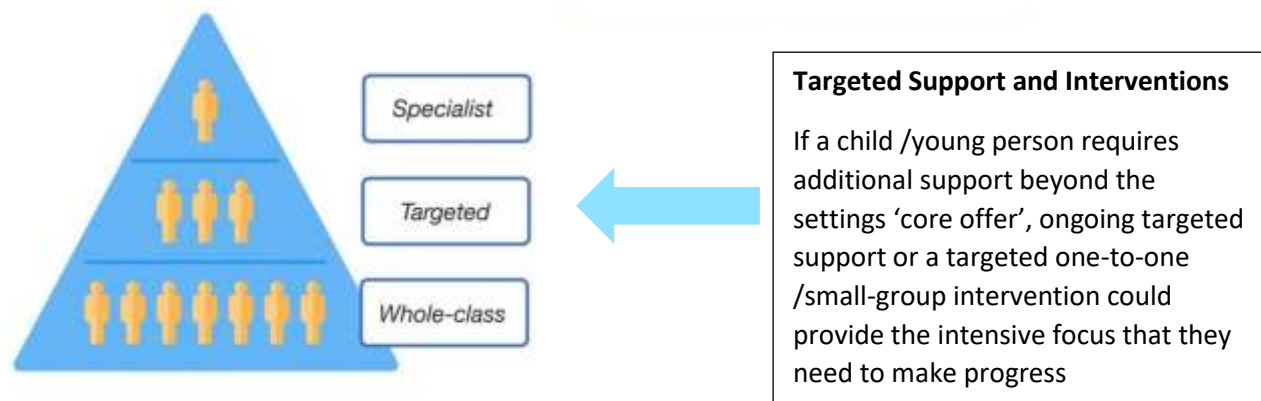 Specialist
Targeted
Whole-class
Targeted Support and Interventions
If a child /young person requires
additional support beyond the
settings ‘core offer’, ongoing targeted
support or a targeted one-to-one
/small-group intervention could
provide the intensive focus that they
need to make progress